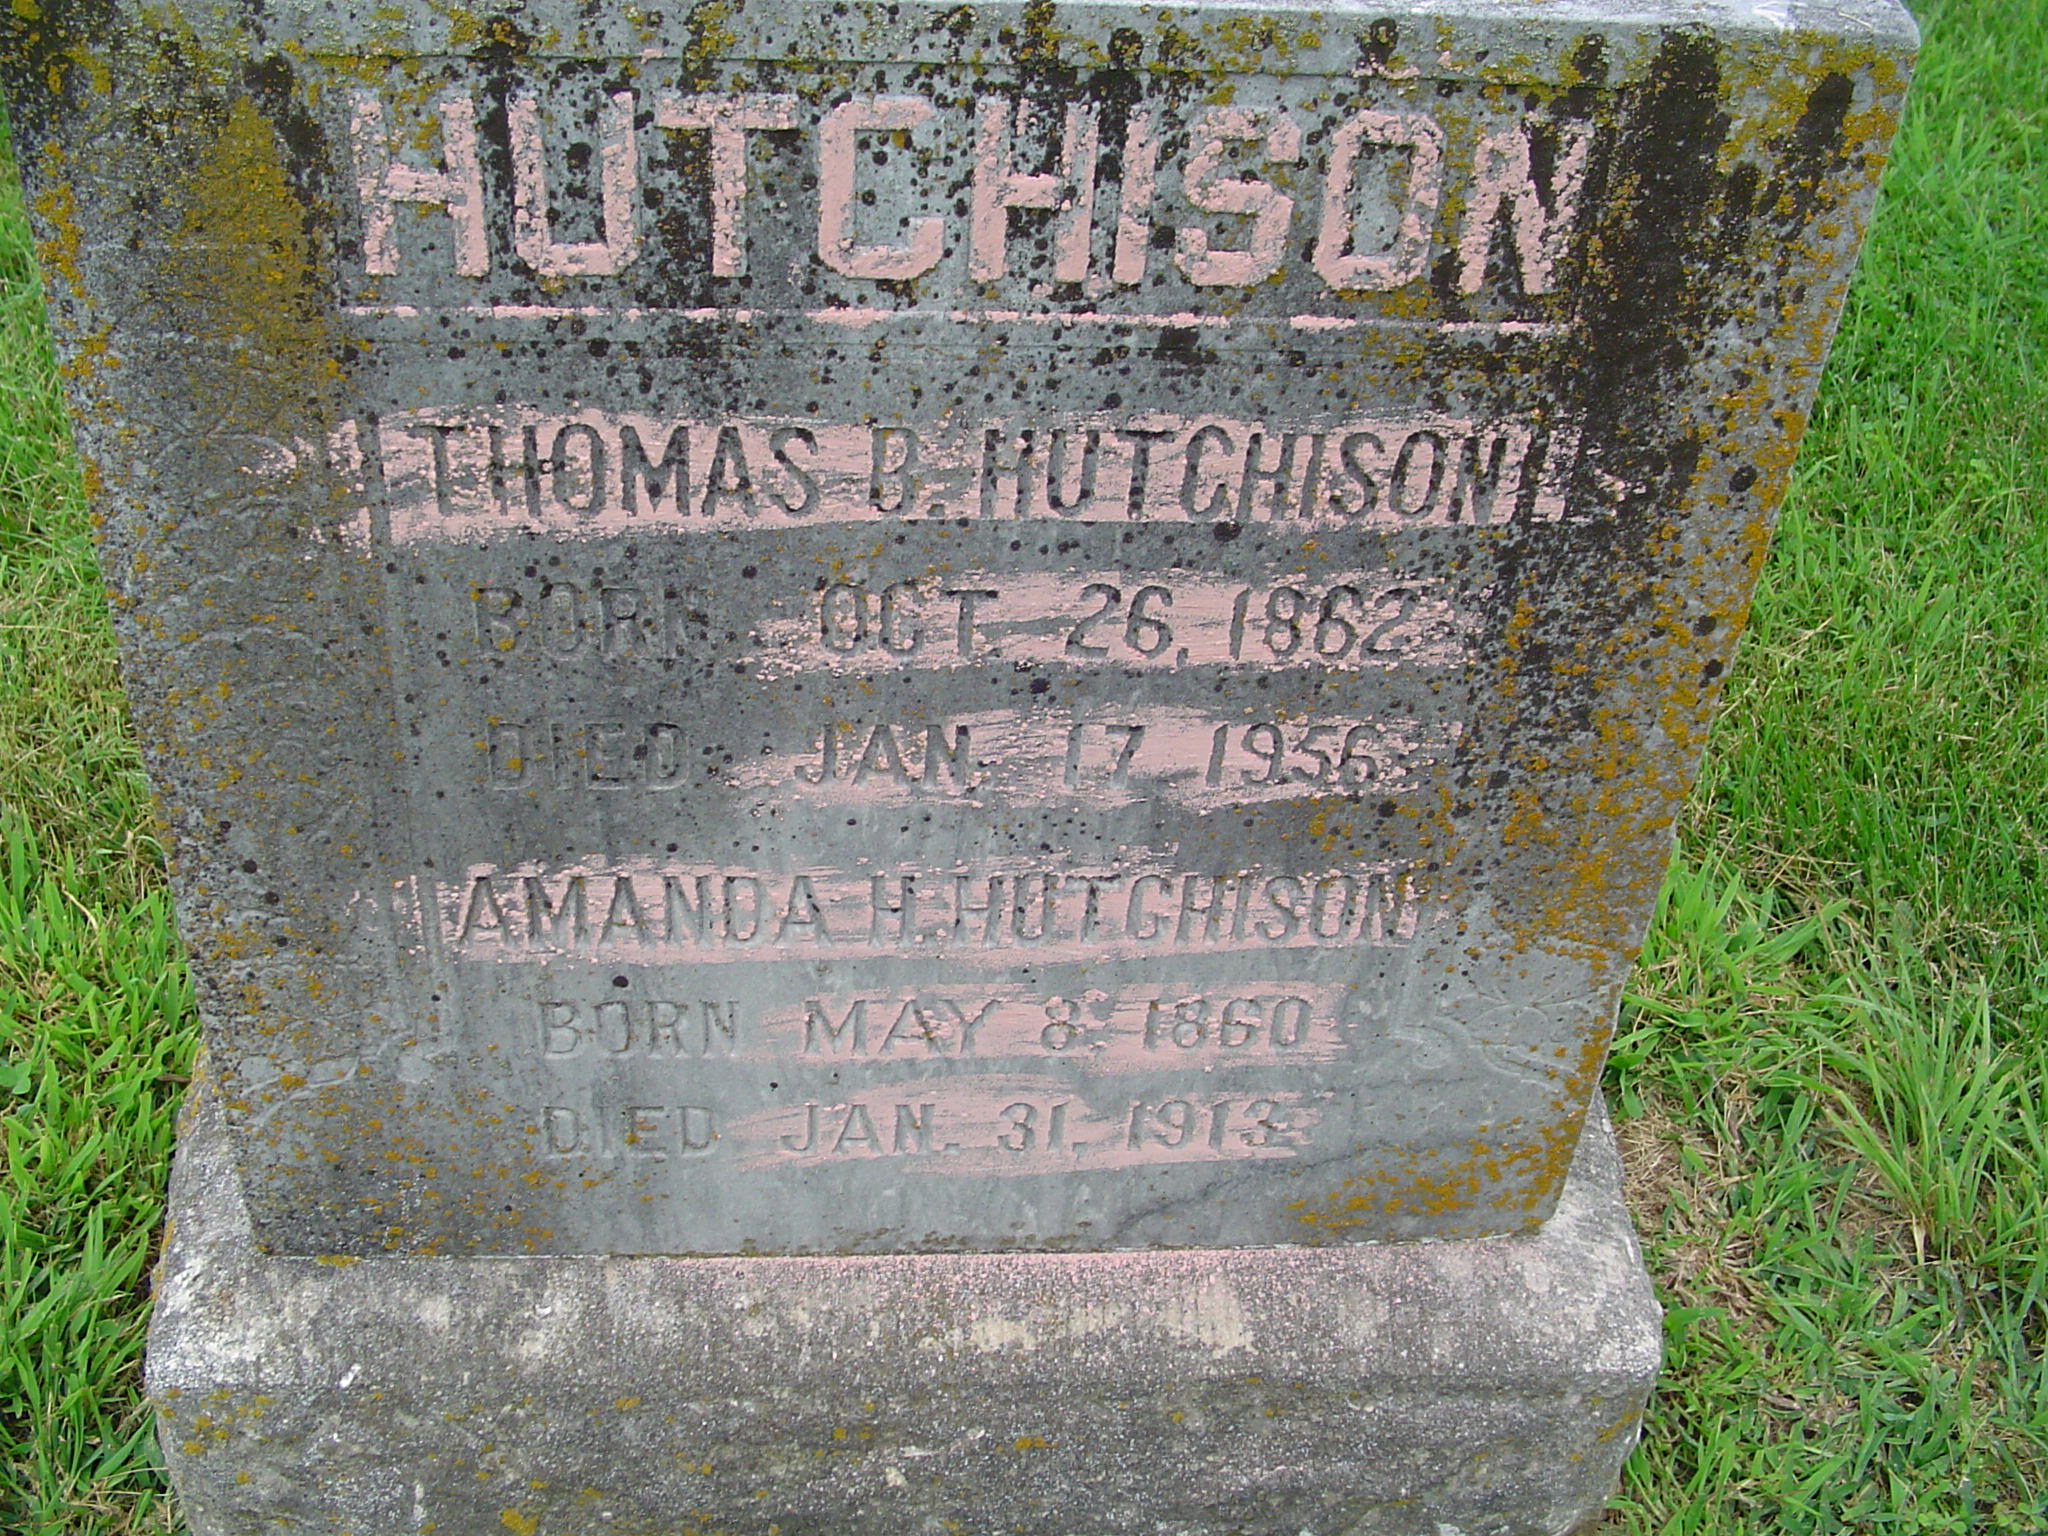 HUTCHISON
THOMAS B. HUTCHISON
BORN OCT. 26, 1862
DIED JAN. 17, 1956
AMANDA H. HUTCHISON
BORN MAY 8, 1860
DIED JAN. 31, 1913